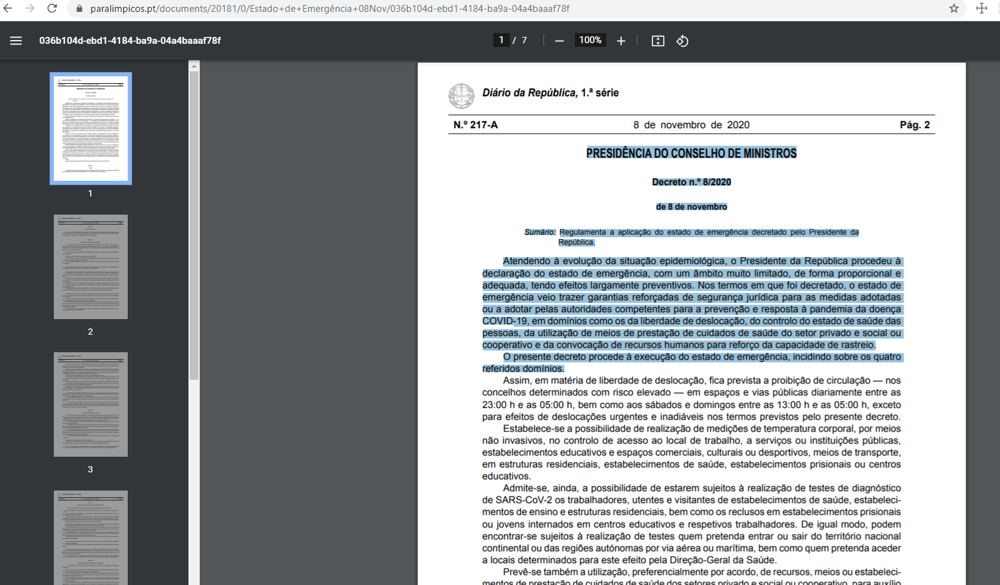 paralimpicos.pt/documents/20181/0/Estado+de+Emergência+08Nov/036b104d-ebd1-4184-ba9a-04a4baaaf78f
036b104d-ebd1-4184-ba9a-04a4baaaf78f
1 / 7
100%
1
2
3
Diário da República, 1.ª série
N.º 217-A 8 de novembro de 2020 Pág. 2
PRESIDÊNCIA DO CONSELHO DE MINISTROS
Decreto n.º 8/2020
de 8 de novembro
Sumário: Regulamenta a aplicação do estado de emergência decretado pelo Presidente da
República.
Atendendo à evolução da situação epidemiológica, o Presidente da República procedeu à
declaração do estado de emergência, com um âmbito muito limitado, de forma proporcional e
adequada, tendo efeitos largamente preventivos. Nos termos em que foi decretado, o estado de
emergência veio trazer garantias reforçadas de segurança jurídica para as medidas adotadas
ou a adotar pelas autoridades competentes para a prevenção e resposta à pandemia da doença
COVID-19, em domínios como os da liberdade de deslocação, do controlo do estado de saúde das
pessoas, da utilização de meios de prestação de cuidados de saúde do setor privado e social ou
cooperativo e da convocação de recursos humanos para reforço da capacidade de rastreio.
O presente decreto procede à execução do estado de emergência, incidindo sobre os quatro
referidos domínios.
Assim, em matéria de liberdade de deslocação, fica prevista a proibição de circulação — nos
concelhos determinados com risco elevado — em espaços e vias públicas diariamente entre as
23:00 h e as 05:00 h, bem como aos sábados e domingos entre as 13:00 h e as 05:00 h, exceto
para efeitos de deslocações urgentes e inadiáveis nos termos previstos pelo presente decreto.
Estabelece-se a possibilidade de realização de medições de temperatura corporal, por meios
não invasivos, no controlo de acesso ao local de trabalho, a serviços ou instituições públicas,
estabelecimentos educativos e espaços comerciais, culturais ou desportivos, meios de transporte,
em estruturas residenciais, estabelecimentos de saúde, estabelecimentos prisionais ou centros
educativos.
Admite-se, ainda, a possibilidade de estarem sujeitos à realização de testes de diagnóstico
de SARS-CoV-2 os trabalhadores, utentes e visitantes de estabelecimentos de saúde, estabeleci-
mentos de ensino e estruturas residenciais, bem como os reclusos em estabelecimentos prisionais
ou jovens internados em centros educativos e respetivos trabalhadores. De igual modo, podem
encontrar-se sujeitos à realização de testes quem pretenda entrar ou sair do território nacional
continental ou das regiões autónomas por via aérea ou marítima, bem como quem pretenda aceder
a locais determinados para este efeito pela Direção-Geral da Saúde.
Prevê-se também a utilização, preferencialmente por acordo, de recursos, meios ou estabeleci-
mentos de prestação de cuidados de saúde dos setores privado e social ou cooperativo, para auxílio